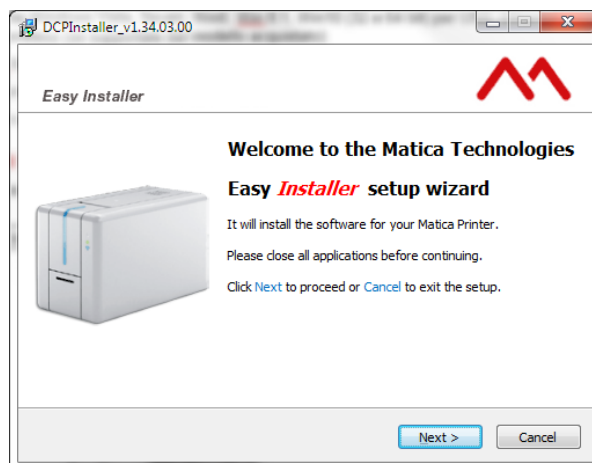 DCPInstaller_v1.34.03.00
Easy Installer
Welcome to the Matica Technologies
Easy Installer setup wizard
It will install the software for your Matica Printer.
Please close all applications before continuing.
Click Next to proceed or Cancel to exit the setup.
Next >
Cancel